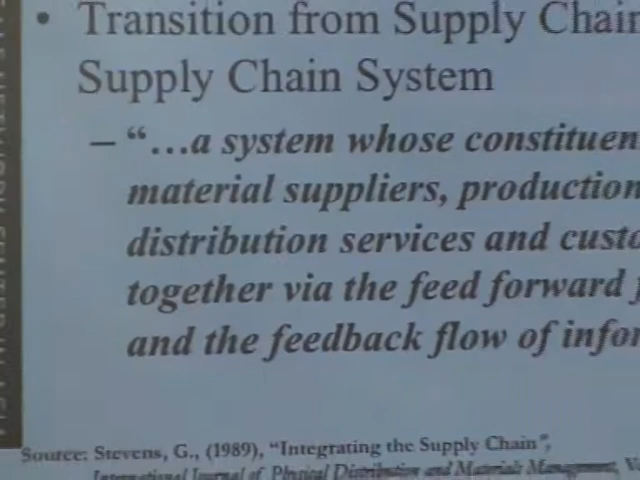 • Transition from Supply Chain
Supply Chain System
– “…a system whose constituen
material suppliers, production
distribution services and custo
together via the feed forward f
and the feedback flow of infor
Source: Stevens, G., (1989), “Integrating the Supply Chain”,
International Journal of Physical Distribution and Materials Management, V